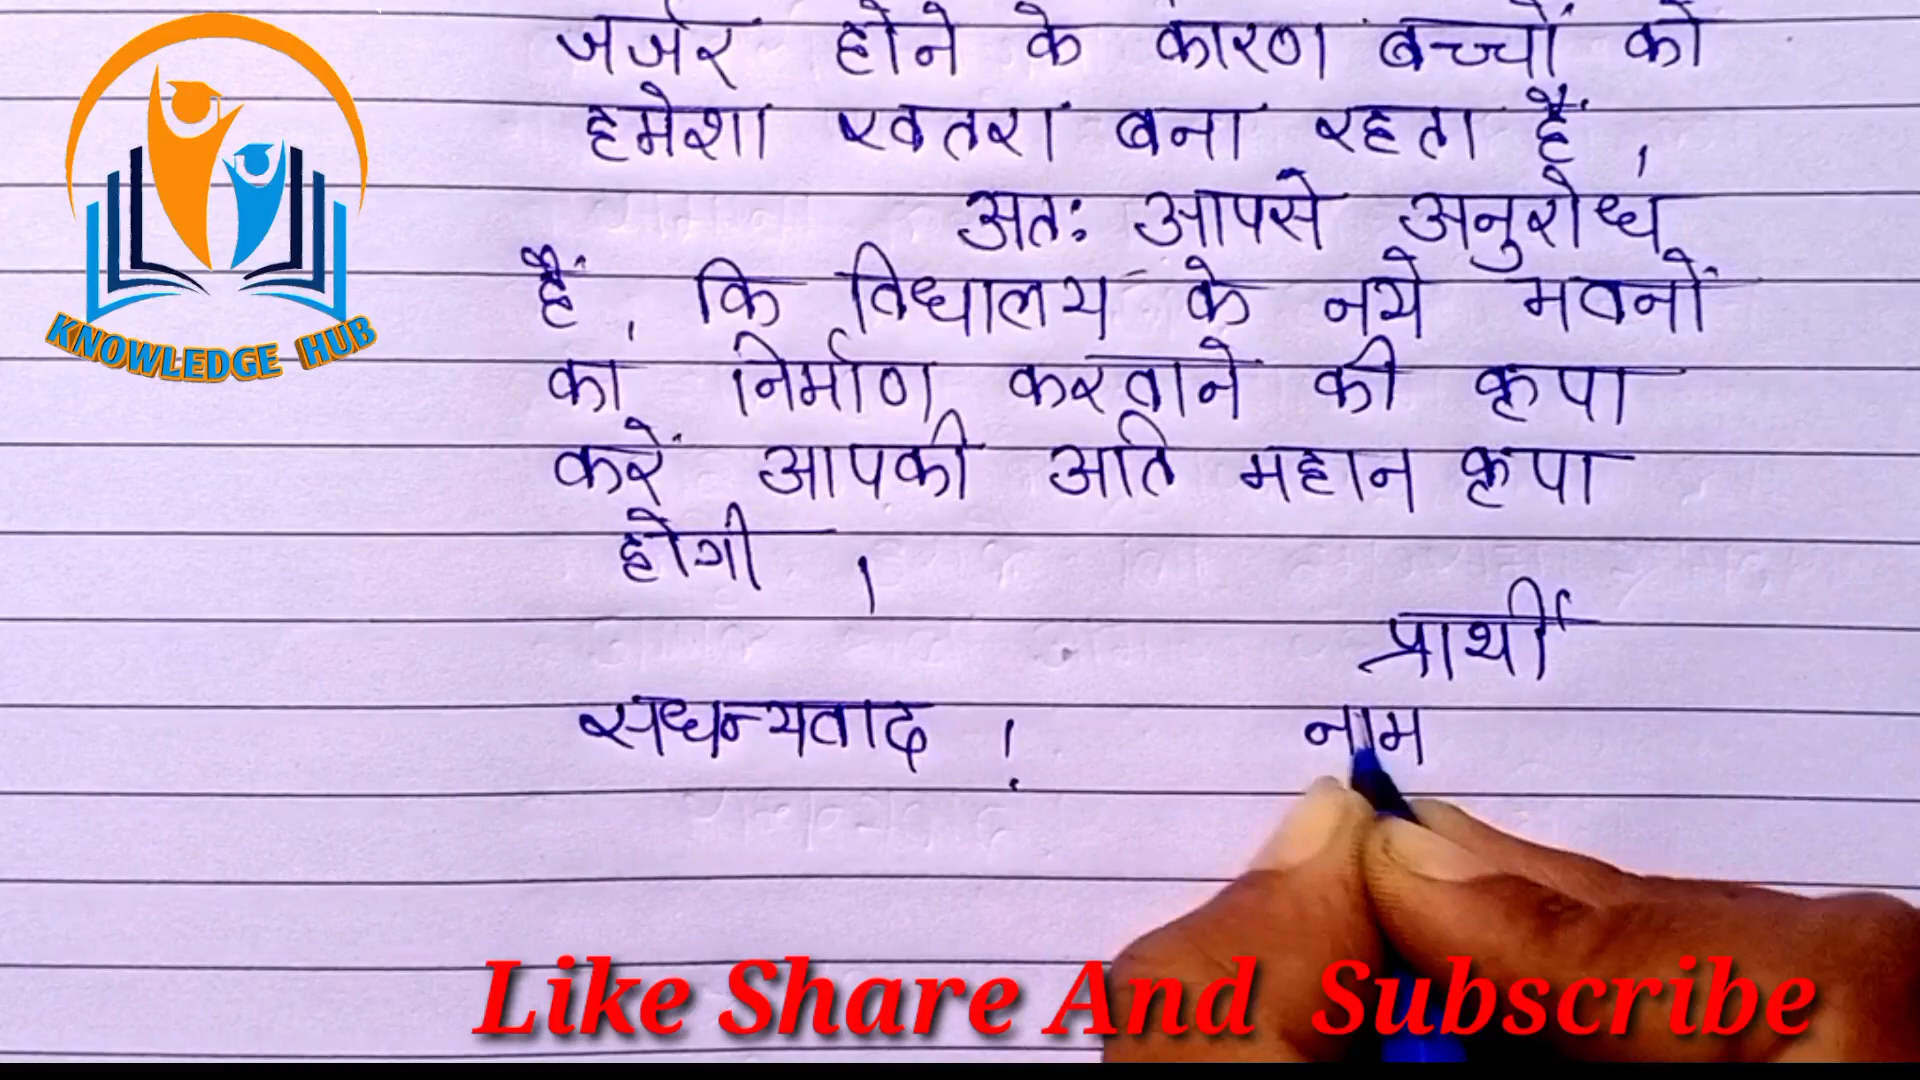 जर्जर होने के कारण बच्चों को
हमेशा खतरा बना रहता हैं,
अतः आपसे अनुरोध
हैं, कि विधालय के नये भवनों
का निर्माण करवाने की कृपा
करें आपकी अति महान कृपा
होगी ।
प्रार्थी
सधन्यवाद ! नाम
KNOWLEDGE HUB
Like Share And Subscribe